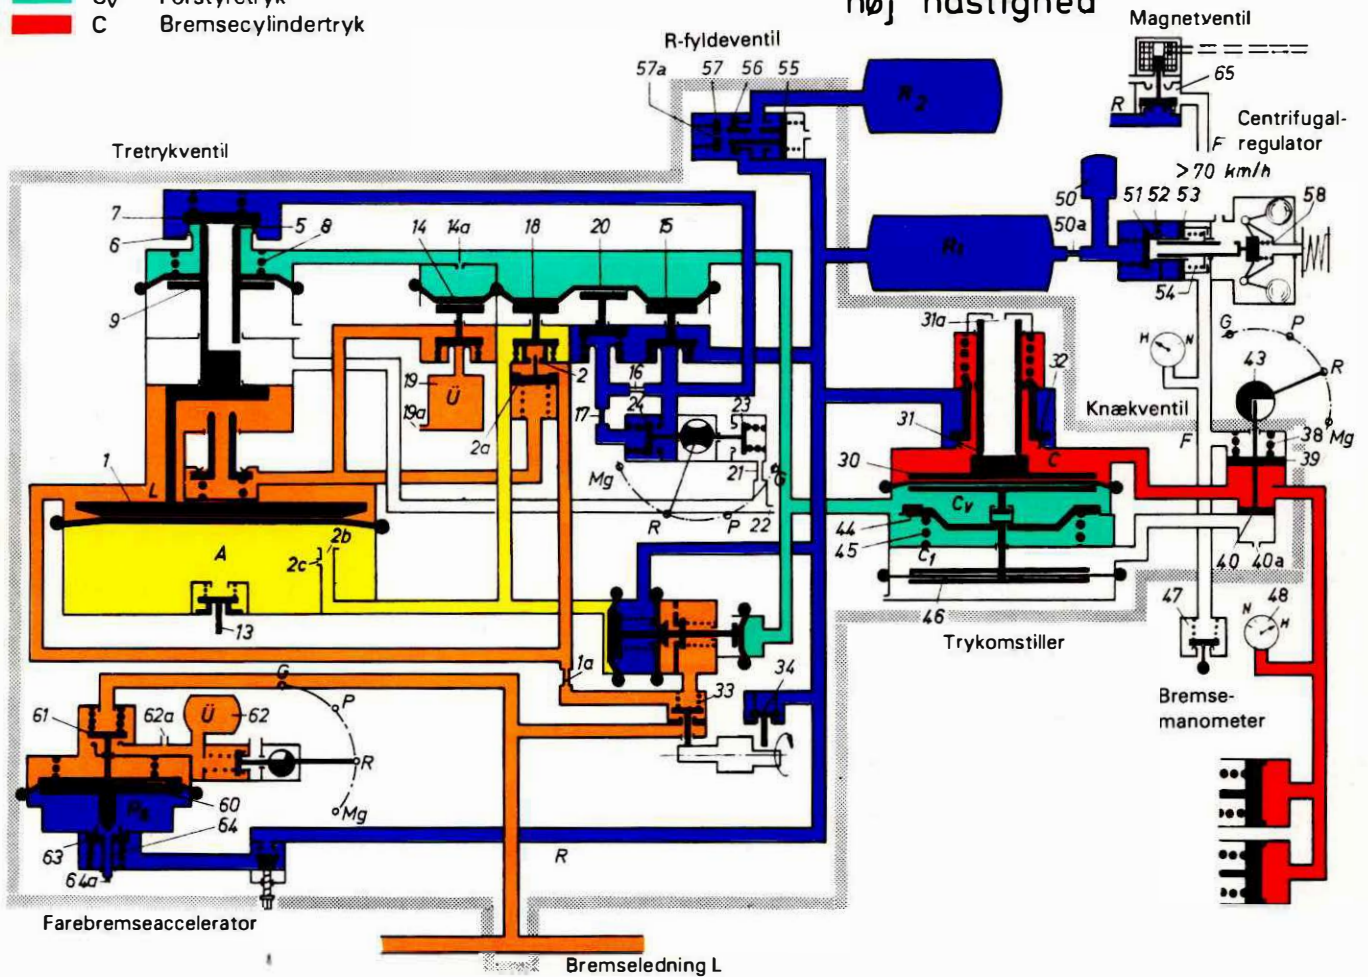 Cv Forstyretryk
C Bremsecylindertryk
høj hastighed
Magnetventil
R-fyldeventil
57a 57 56 55
65
R2
R
Centrifugal-
regulator
F
>70 km/h
Tretrykventil
50
51 52 53
58
7
5 8
14 14a 18 20 15
6
R1
50a
54
9
31a
G P
H N
43
R
16
32
2
19 Ü
24
23
17
Knækventil
38
19a
31
2a
C
F
Mg
39
1
21
30
L
Mg
G
Cv
R P 22
44
A
2b
45
2c
C1
40 40a
46
47
N 48
H
13
Trykomstiller
G
1a
34
P
33
61 62a Ü 62
Bremse-
manometer
R
60
Mg
64
63
R
64a
Farebremseaccelerator
Bremseledning L